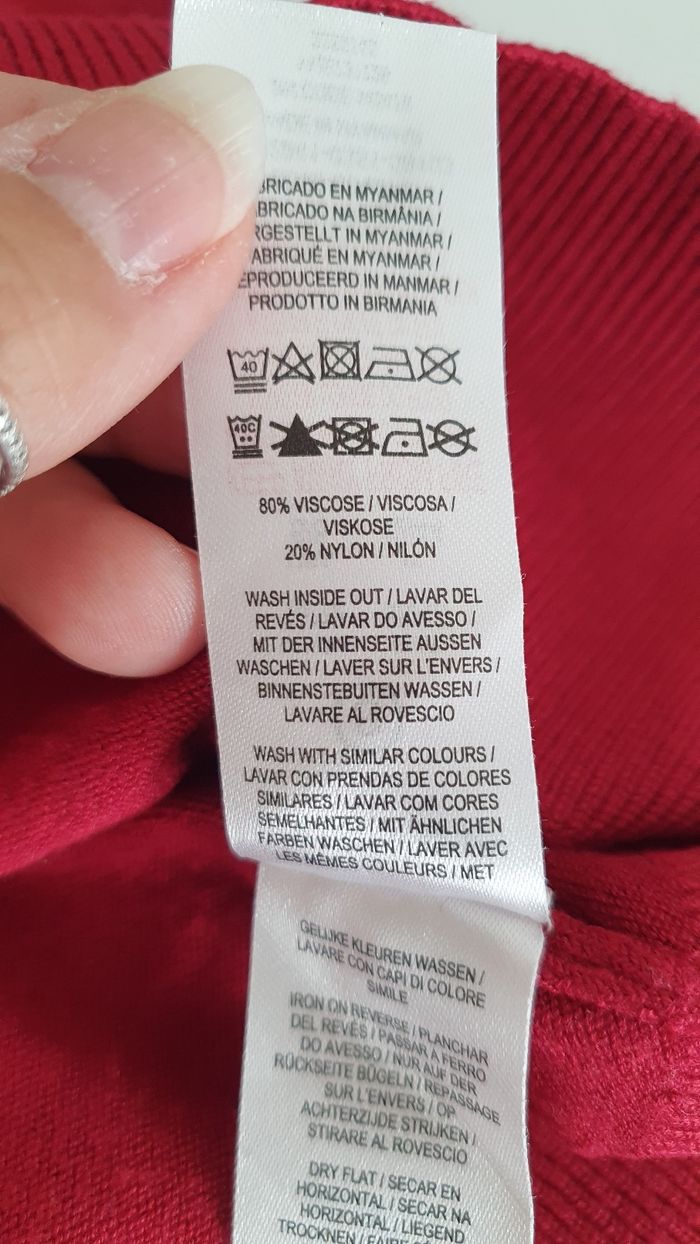 EN MYANMAR /
NA BIRMÂNIA /
IN MYANMAR /
EN MYANMAR /
IN MANMAR /
PRODOTTO IN BIRMANIA
40
40C
80% VISCOSE / VISCOSA /
VISKOSE
20% NYLON / NILÓN
WASH INSIDE OUT / LAVAR DEL
REVÉS / LAVAR DO AVESSO /
MIT DER INNENSEITE AUSSEN
WASCHEN / LAVER SUR L'ENVERS /
BINNENSTEBUITEN WASSEN /
LAVARE AL ROVESCIO
WASH WITH SIMILAR COLOURS /
LAVAR CON PRENDAS DE COLORES
SIMILARES / LAVAR COM CORES
SEMELHANTES / MIT ÄHNLICHEN
FARBEN WASCHEN / LAVER AVEC
LES MÊMES COULEURS / MET
GELIJKE KLEUREN WASSEN /
LAVARE CON CAPI DI COLORE
SIMILE
IRON ON REVERSE / PLANCHAR
DEL REVÉS / PASSAR A FERRO
DO AVESSO / NUR AUF DER
RÜCKSEITE BÜGELN / REPASSAGE
SUR L'ENVERS / OP
ACHTERZIJDE STRIJKEN /
STIRARE AL ROVESCIO
DRY FLAT / SECAR EN
HORIZONTAL / SECAR NA
HORIZONTAL / LIEGEND
TROCKNEN / FAIRE